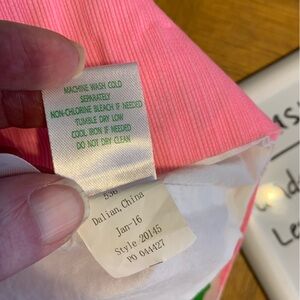 MACHINE WASH COLD
SEPARATELY
NON-CHLORINE BLEACH IF NEEDED
TUMBLE DRY LOW
COOL IRON IF NEEDED
DO NOT DRY CLEAN
Dalian, China
Jan-16
Style 20145
PO 044427